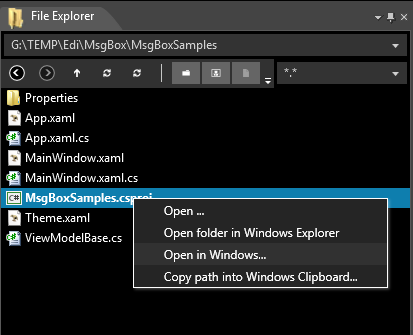 File Explorer
G:\TEMP\Edi\MsgBox\MsgBoxSamples
*.*
Properties
App.xaml
App.xaml.cs
MainWindow.xaml
MainWindow.xaml.cs
C# MsgBoxSamples.csproj
Theme.xaml
ViewModelBase.cs
Open ...
Open folder in Windows Explorer
Open in Windows...
Copy path into Windows Clipboard...